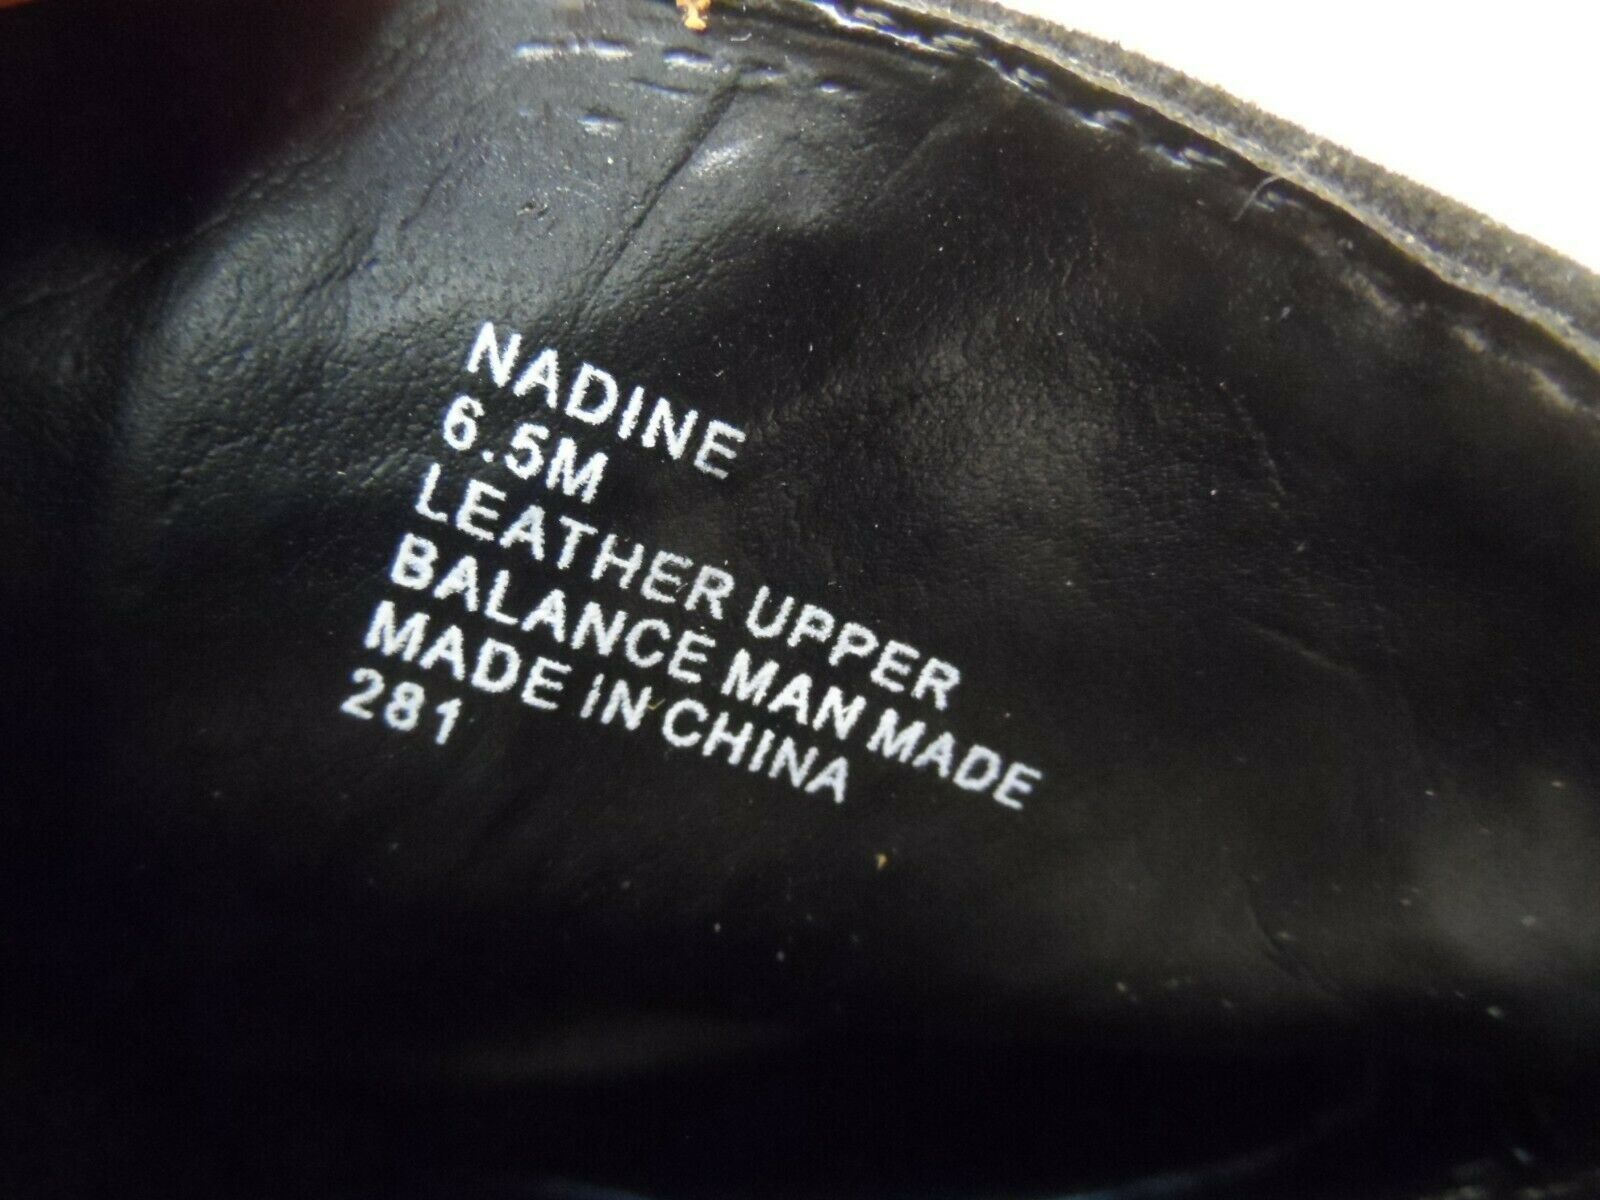 NADINE
6.5M
LEATHER UPPER
BALANCE MAN MADE
MADE IN CHINA
281